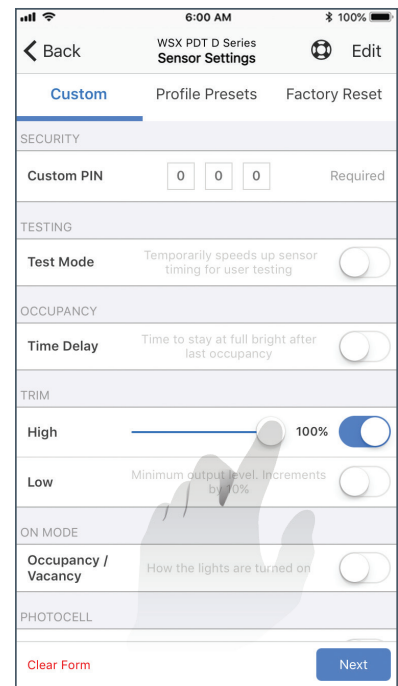 6:00 AM
100%
Back
WSX PDT D Series
Sensor Settings
Edit
Custom
Profile Presets
Factory Reset
SECURITY
Custom PIN
0 0 0
Required
TESTING
Test Mode
Temporarily speeds up sensor
timing for user testing
OCCUPANCY
Time Delay
Time to stay at full bright after
last occupancy
TRIM
High
100%
Low
Minimum output level. Increments
by 10%
ON MODE
Occupancy /
Vacancy
How the lights are turned on
PHOTOCELL
Clear Form
Next